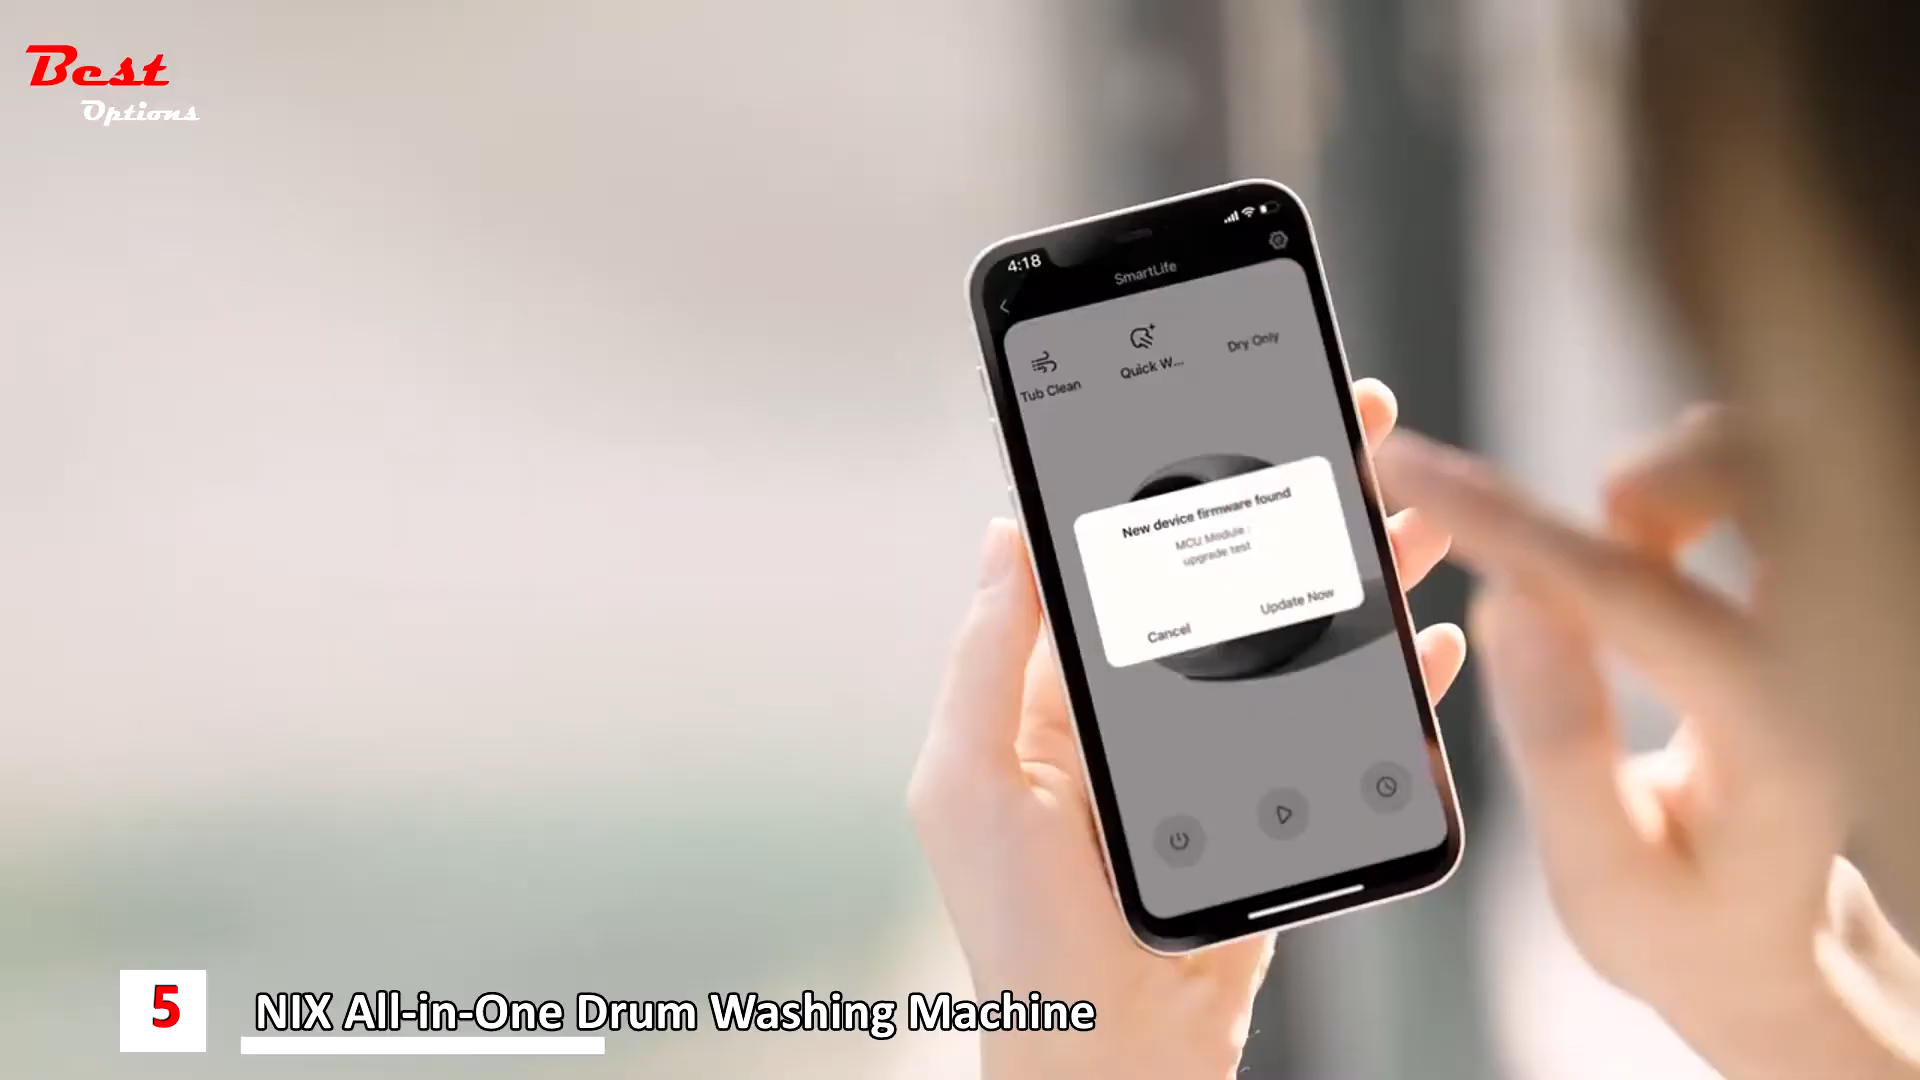 Best
Options
4:18
SmartLife
Tub Clean
Quick W...
Dry Only
New device firmware found
MCU Module :
upgrade test
Cancel
Update Now
5
NIX All-in-One Drum Washing Machine